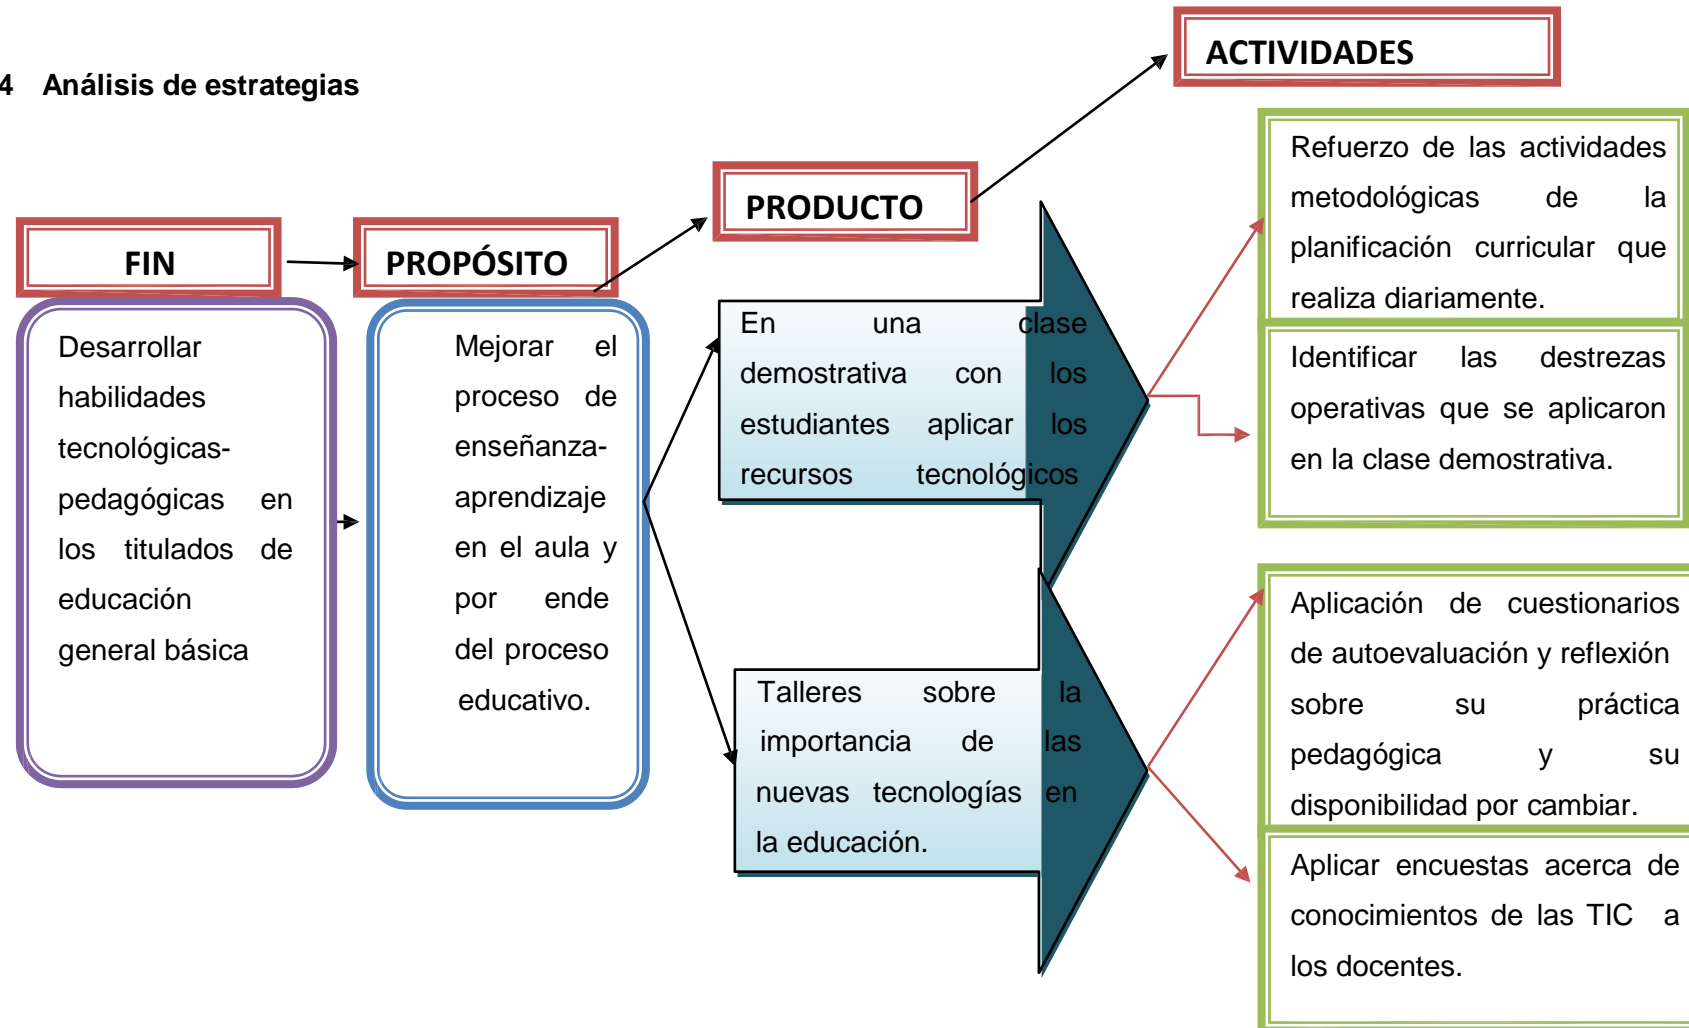 4 Análisis de estrategias
FIN
PROPÓSITO
PRODUCTO
ACTIVIDADES
Desarrollar
habilidades
tecnológicas-
pedagógicas en
los titulados de
educación
general básica
Mejorar el
proceso de
enseñanza-
aprendizaje
en el aula y
por ende
del proceso
educativo.
En una clase
demostrativa con los
estudiantes aplicar los
recursos tecnológicos
Talleres sobre la
importancia de las
nuevas tecnologías en
la educación.
Refuerzo de las actividades
metodológicas de la
planificación curricular que
realiza diariamente.
Identificar las destrezas
operativas que se aplicaron
en la clase demostrativa.
Aplicación de cuestionarios
de autoevaluación y reflexión
sobre su práctica
pedagógica y su
disponibilidad por cambiar.
Aplicar encuestas acerca de
conocimientos de las TIC a
los docentes.